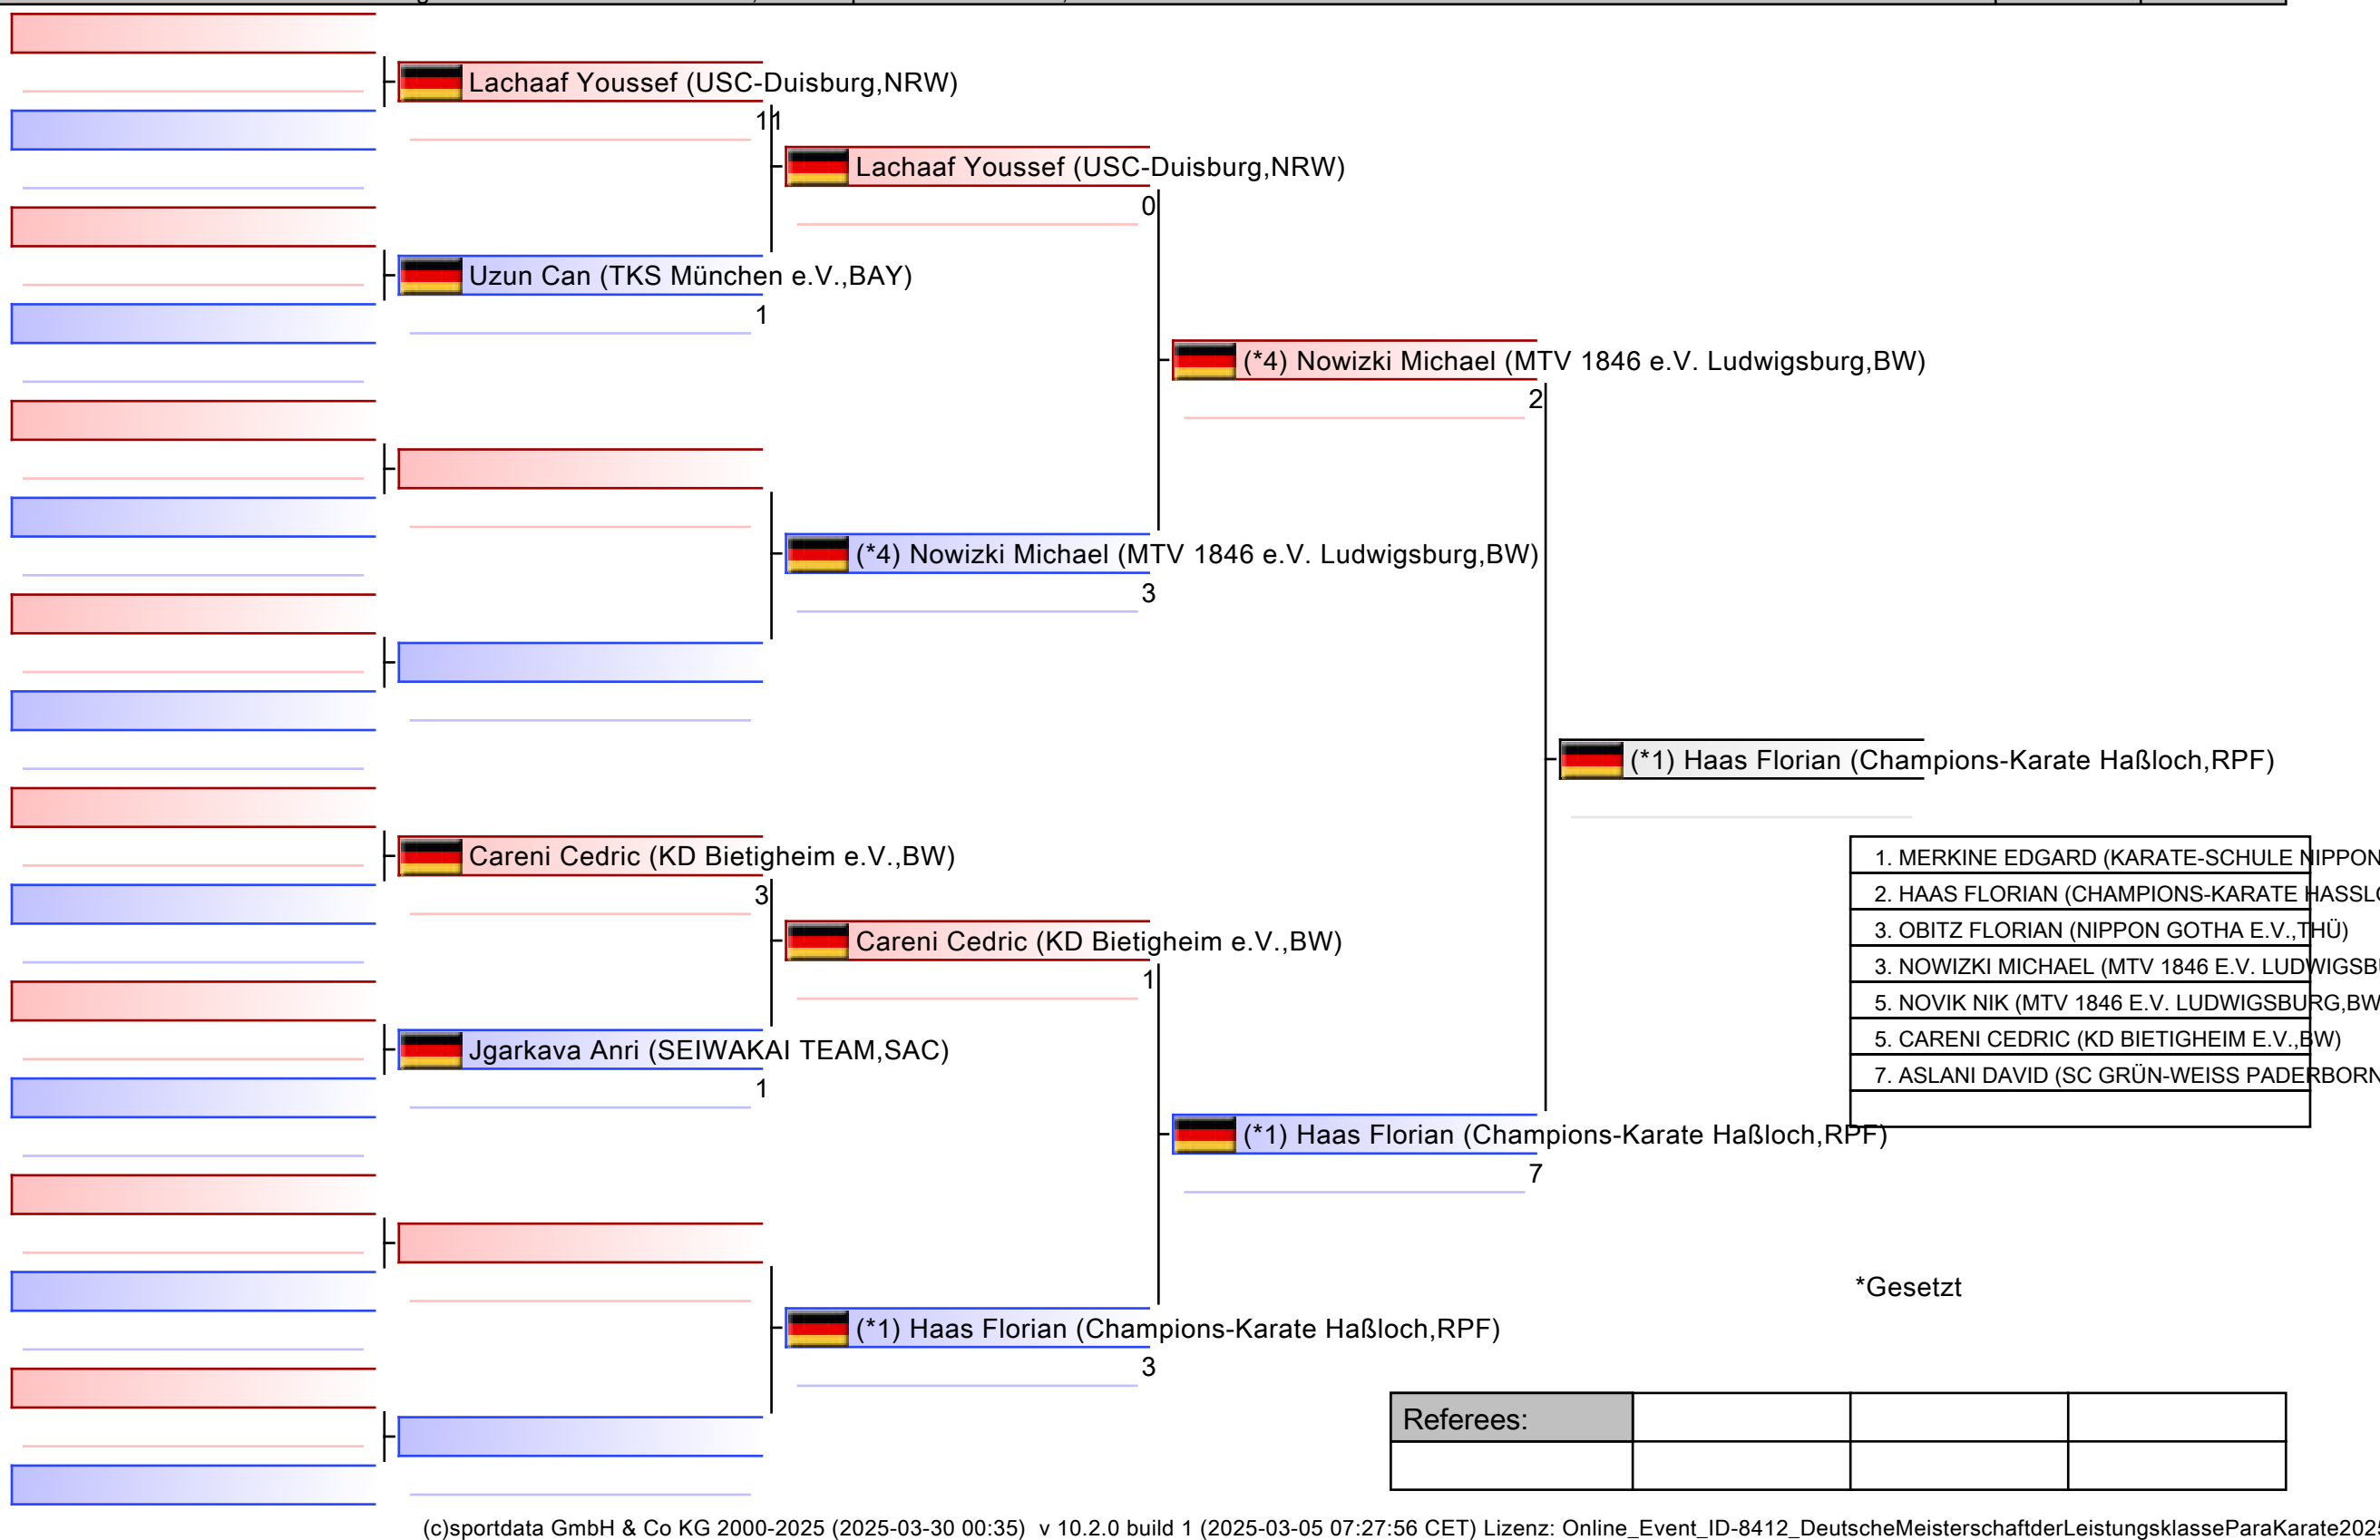 Lachaaf Youssef (USC-Duisburg,NRW)
11
Lachaaf Youssef (USC-Duisburg,NRW)
0
Uzun Can (TKS München e.V.,BAY)
1
(*4) Nowizki Michael (MTV 1846 e.V. Ludwigsburg,BW)
2
(*4) Nowizki Michael (MTV 1846 e.V. Ludwigsburg,BW)
3
(*1) Haas Florian (Champions-Karate Haßloch,RPF)
Careni Cedric (KD Bietigheim e.V.,BW)
3
Careni Cedric (KD Bietigheim e.V.,BW)
1
Jgarkava Anri (SEIWAKAI TEAM,SAC)
1
(*1) Haas Florian (Champions-Karate Haßloch,RPF)
7
(*1) Haas Florian (Champions-Karate Haßloch,RPF)
3
1. MERKINE EDGARD (KARATE-SCHULE NIPPON
2. HAAS FLORIAN (CHAMPIONS-KARATE HASSLO
3. OBITZ FLORIAN (NIPPON GOTHA E.V.,THÜ)
3. NOWIZKI MICHAEL (MTV 1846 E.V. LUDWIGSBU
5. NOVIK NIK (MTV 1846 E.V. LUDWIGSBURG,BW
5. CARENI CEDRIC (KD BIETIGHEIM E.V.,BW)
7. ASLANI DAVID (SC GRÜN-WEISS PADERBORN
*Gesetzt
Referees:
(c)sportdata GmbH & Co KG 2000-2025 (2025-03-30 00:35) v 10.2.0 build 1 (2025-03-05 07:27:56 CET) Lizenz: Online_Event_ID-8412_DeutscheMeisterschaftderLeistungsklasseParaKarate202